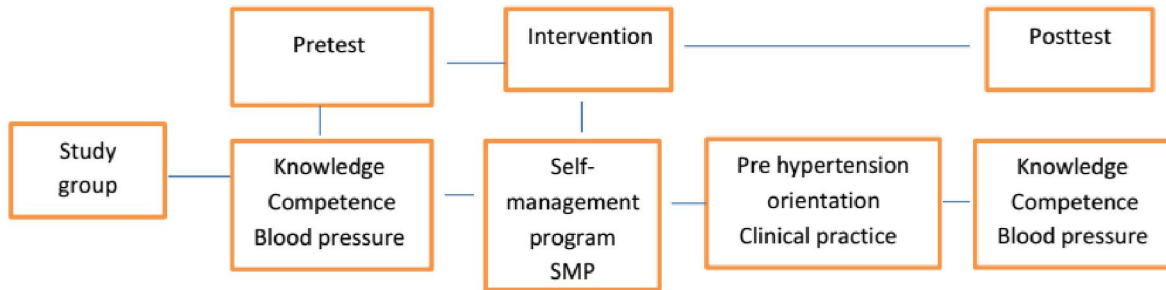 Pretest
Intervention
Posttest
Study
group
Knowledge
Competence
Blood pressure
Self-
management
program
SMP
Pre hypertension
orientation
Clinical practice
Knowledge
Competence
Blood pressure